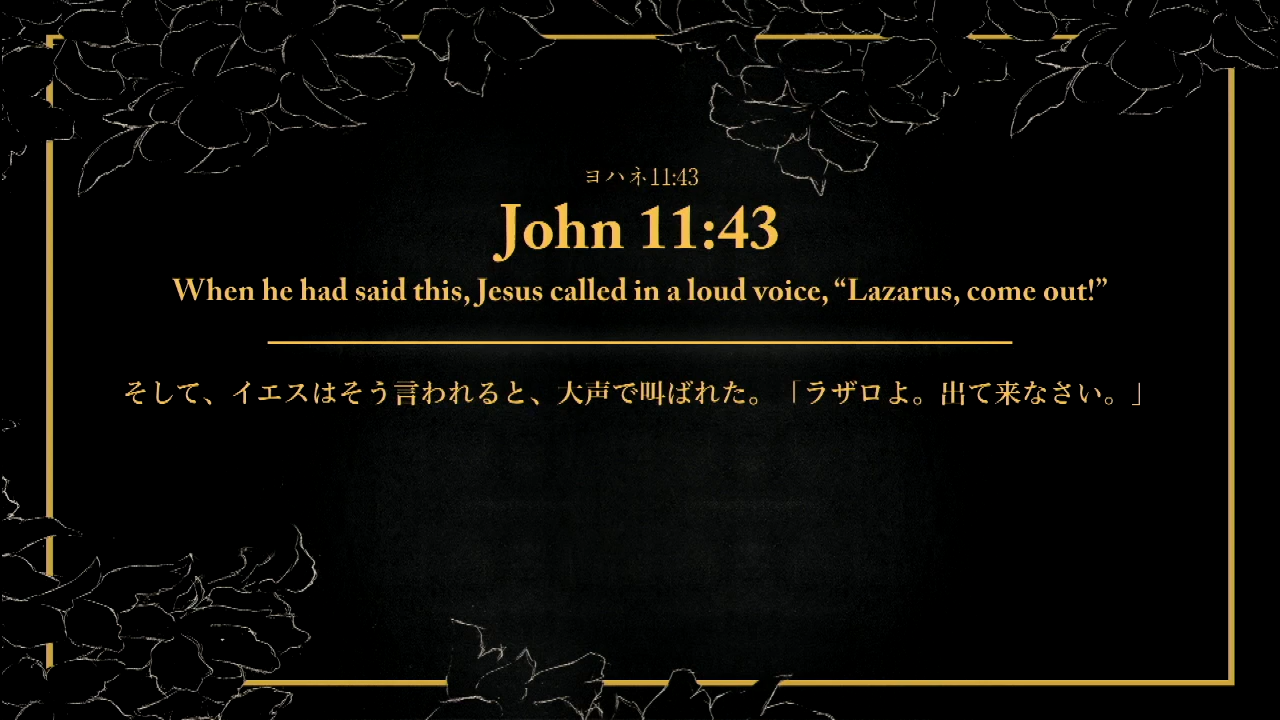 ヨハネ11:43
John 11:43
When he had said this, Jesus called in a loud voice, “Lazarus, come out!”
そして、イエスはそう言われると、大声で叫ばれた。「ラザロよ。出て来なさい。」